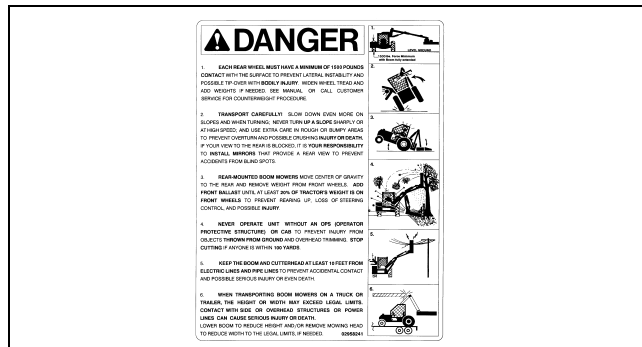 DANGER
1. EACH REAR WHEEL MUST HAVE A MINIMUM OF 1500 POUNDS
CONTACT WITH THE SURFACE TO PREVENT LATERAL INSTABILITY AND
POSSIBLE TIP-OVER WITH BODILY INJURY. WIDEN WHEEL TREAD AND
ADD WEIGHTS IF NEEDED. SEE MANUAL OR CALL CUSTOMER
SERVICE FOR COUNTERWEIGHT PROCEDURE.
2. TRANSPORT CAREFULLY! SLOW DOWN EVEN MORE ON
SLOPES AND WHEN TURNING; NEVER TURN UP A SLOPE SHARPLY OR
AT HIGH SPEED; AND USE EXTRA CARE IN ROUGH OR BUMPY AREAS
TO PREVENT OVERTURN AND POSSIBLE CRUSHING INJURY OR DEATH.
IF YOUR VIEW TO THE REAR IS BLOCKED, IT IS YOUR RESPONSIBILITY
TO INSTALL MIRRORS THAT PROVIDE A REAR VIEW TO PREVENT
ACCIDENTS FROM BLIND SPOTS.
3. REAR-MOUNTED BOOM MOWERS MOVE CENTER OF GRAVITY
TO THE REAR AND REMOVE WEIGHT FROM FRONT WHEELS. ADD
FRONT BALLAST UNTIL AT LEAST 20% OF TRACTOR'S WEIGHT IS ON
FRONT WHEELS TO PREVENT REARING UP, LOSS OF STEERING
CONTROL AND POSSIBLE INJURY.
4. NEVER OPERATE UNIT WITHOUT AN OPS (OPERATOR
PROTECTIVE STRUCTURE) OR CAB TO PREVENT INJURY FROM
OBJECTS THROWN FROM GROUND AND OVERHEAD TRIMMING. STOP
CUTTING IF ANYONE IS WITHIN 100 YARDS.
5. KEEP THE BOOM AND CUTTERHEAD AT LEAST 10 FEET FROM
ELECTRIC LINES AND PIPE LINES TO PREVENT ACCIDENTAL CONTACT
AND POSSIBLE SERIOUS INJURY OR EVEN DEATH.
6. WHEN TRANSPORTING BOOM MOWERS ON A TRUCK OR
TRAILER, THE HEIGHT OR WIDTH MAY EXCEED LEGAL LIMITS.
CONTACT WITH SIDE OR OVERHEAD STRUCTURES OR POWER
LINES CAN CAUSE SERIOUS INJURY OR DEATH.
LOWER BOOM TO REDUCE HEIGHT AND/OR REMOVE MOWING HEAD
TO REDUCE WIDTH TO THE LEGAL LIMITS, IF NEEDED. 02958241
1.
LEVEL GROUND
1500 lbs. Force Minimum
with Boom fully extended
2.
3.
4.
5.
6.